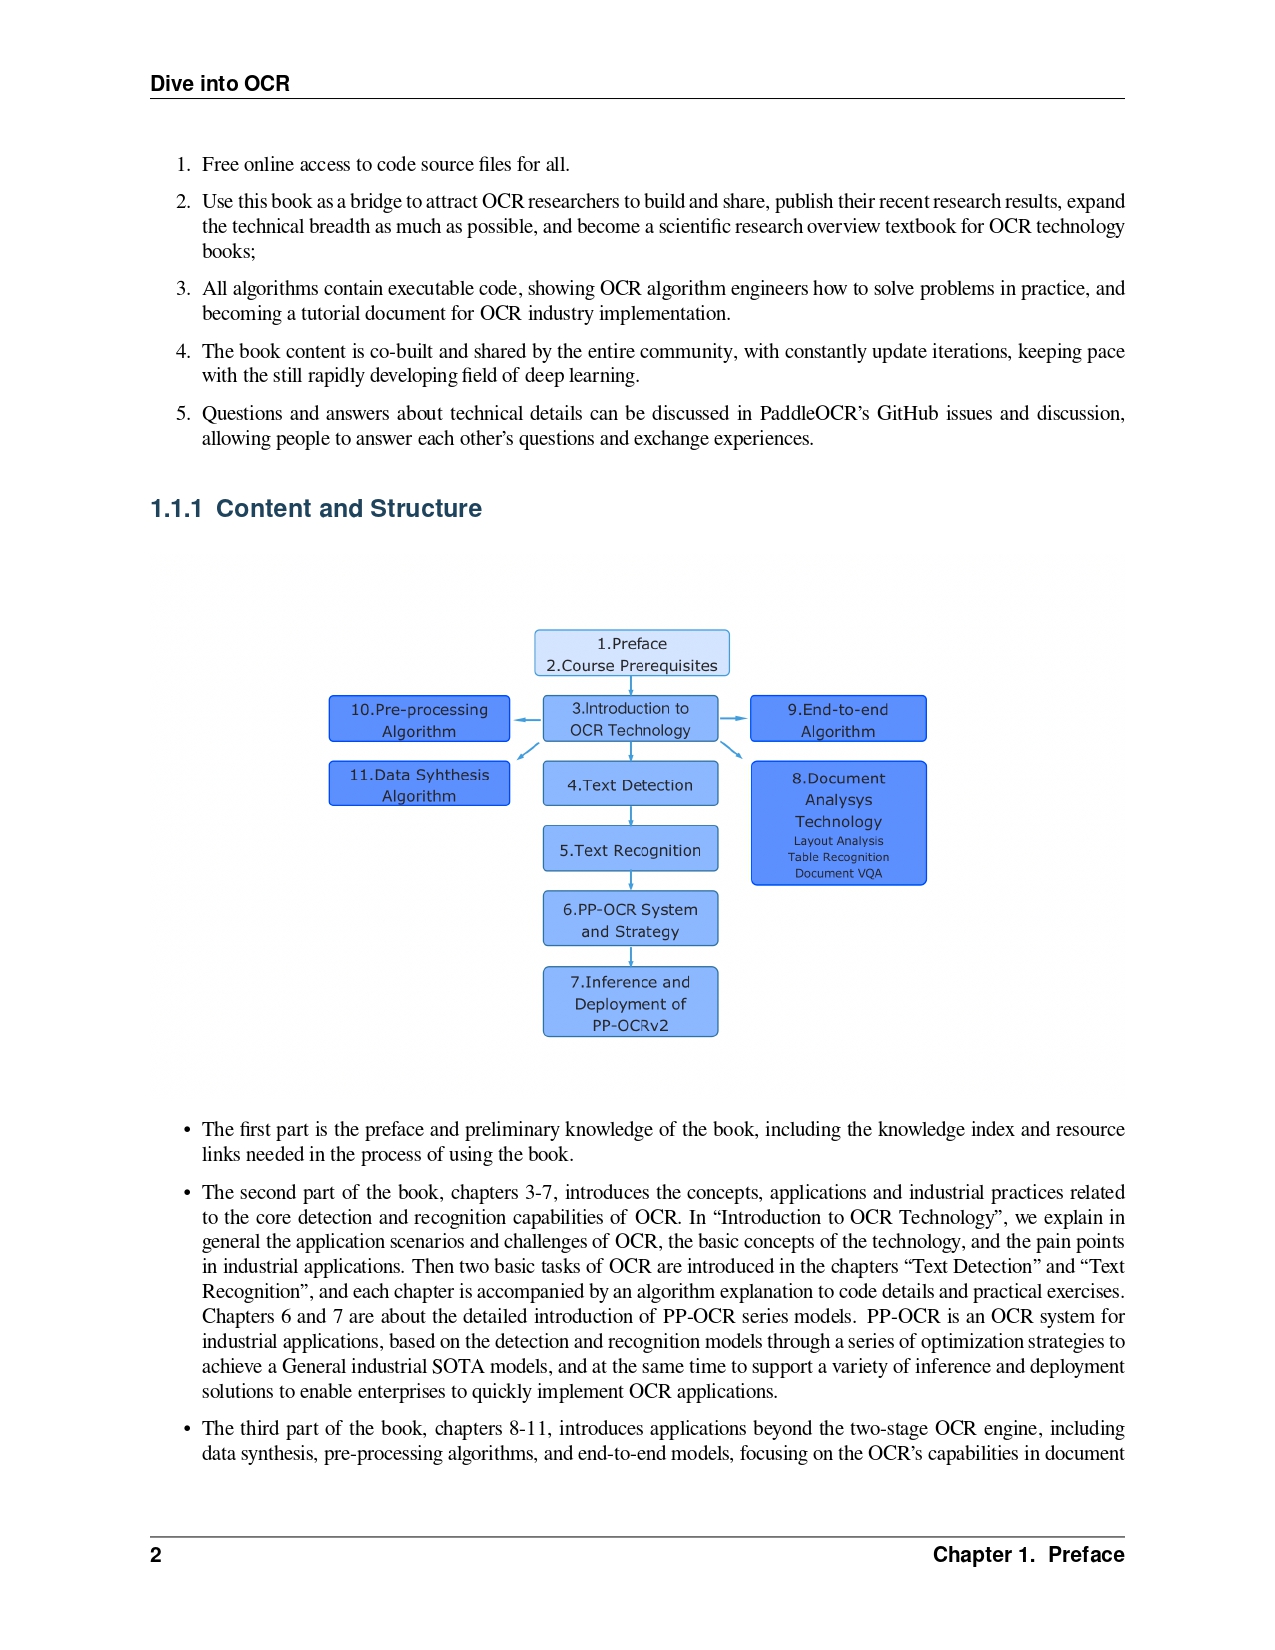 Dive into OCR
1. Free online access to code source files for all.
2. Use this book as a bridge to attract OCR researchers to build and share, publish their recent research results, expand
the technical breadth as much as possible, and become a scientific research overview textbook for OCR technology
books;
3. All algorithms contain executable code, showing OCR algorithm engineers how to solve problems in practice, and
becoming a tutorial document for OCR industry implementation.
4. The book content is co-built and shared by the entire community, with constantly update iterations, keeping pace
with the still rapidly developing field of deep learning.
5. Questions and answers about technical details can be discussed in PaddleOCR’s GitHub issues and discussion,
allowing people to answer each other’s questions and exchange experiences.
1.1.1 Content and Structure
1.Preface
2.Course Prerequisites
10.Pre-processing
Algorithm
3.Introduction to
OCR Technology
9.End-to-end
Algorithm
11.Data Syhthesis
Algorithm
4.Text Detection
8.Document
Analysys
Technology
Layout Analysis
Table Recognition
Document VQA
5.Text Recognition
6.PP-OCR System
and Strategy
7.Inference and
Deployment of
PP-OCRv2
• The first part is the preface and preliminary knowledge of the book, including the knowledge index and resource
links needed in the process of using the book.
• The second part of the book, chapters 3-7, introduces the concepts, applications and industrial practices related
to the core detection and recognition capabilities of OCR. In “Introduction to OCR Technology”, we explain in
general the application scenarios and challenges of OCR, the basic concepts of the technology, and the pain points
in industrial applications. Then two basic tasks of OCR are introduced in the chapters “Text Detection” and “Text
Recognition”, and each chapter is accompanied by an algorithm explanation to code details and practical exercises.
Chapters 6 and 7 are about the detailed introduction of PP-OCR series models. PP-OCR is an OCR system for
industrial applications, based on the detection and recognition models through a series of optimization strategies to
achieve a General industrial SOTA models, and at the same time to support a variety of inference and deployment
solutions to enable enterprises to quickly implement OCR applications.
• The third part of the book, chapters 8-11, introduces applications beyond the two-stage OCR engine, including
data synthesis, pre-processing algorithms, and end-to-end models, focusing on the OCR’s capabilities in document
2
Chapter 1. Preface